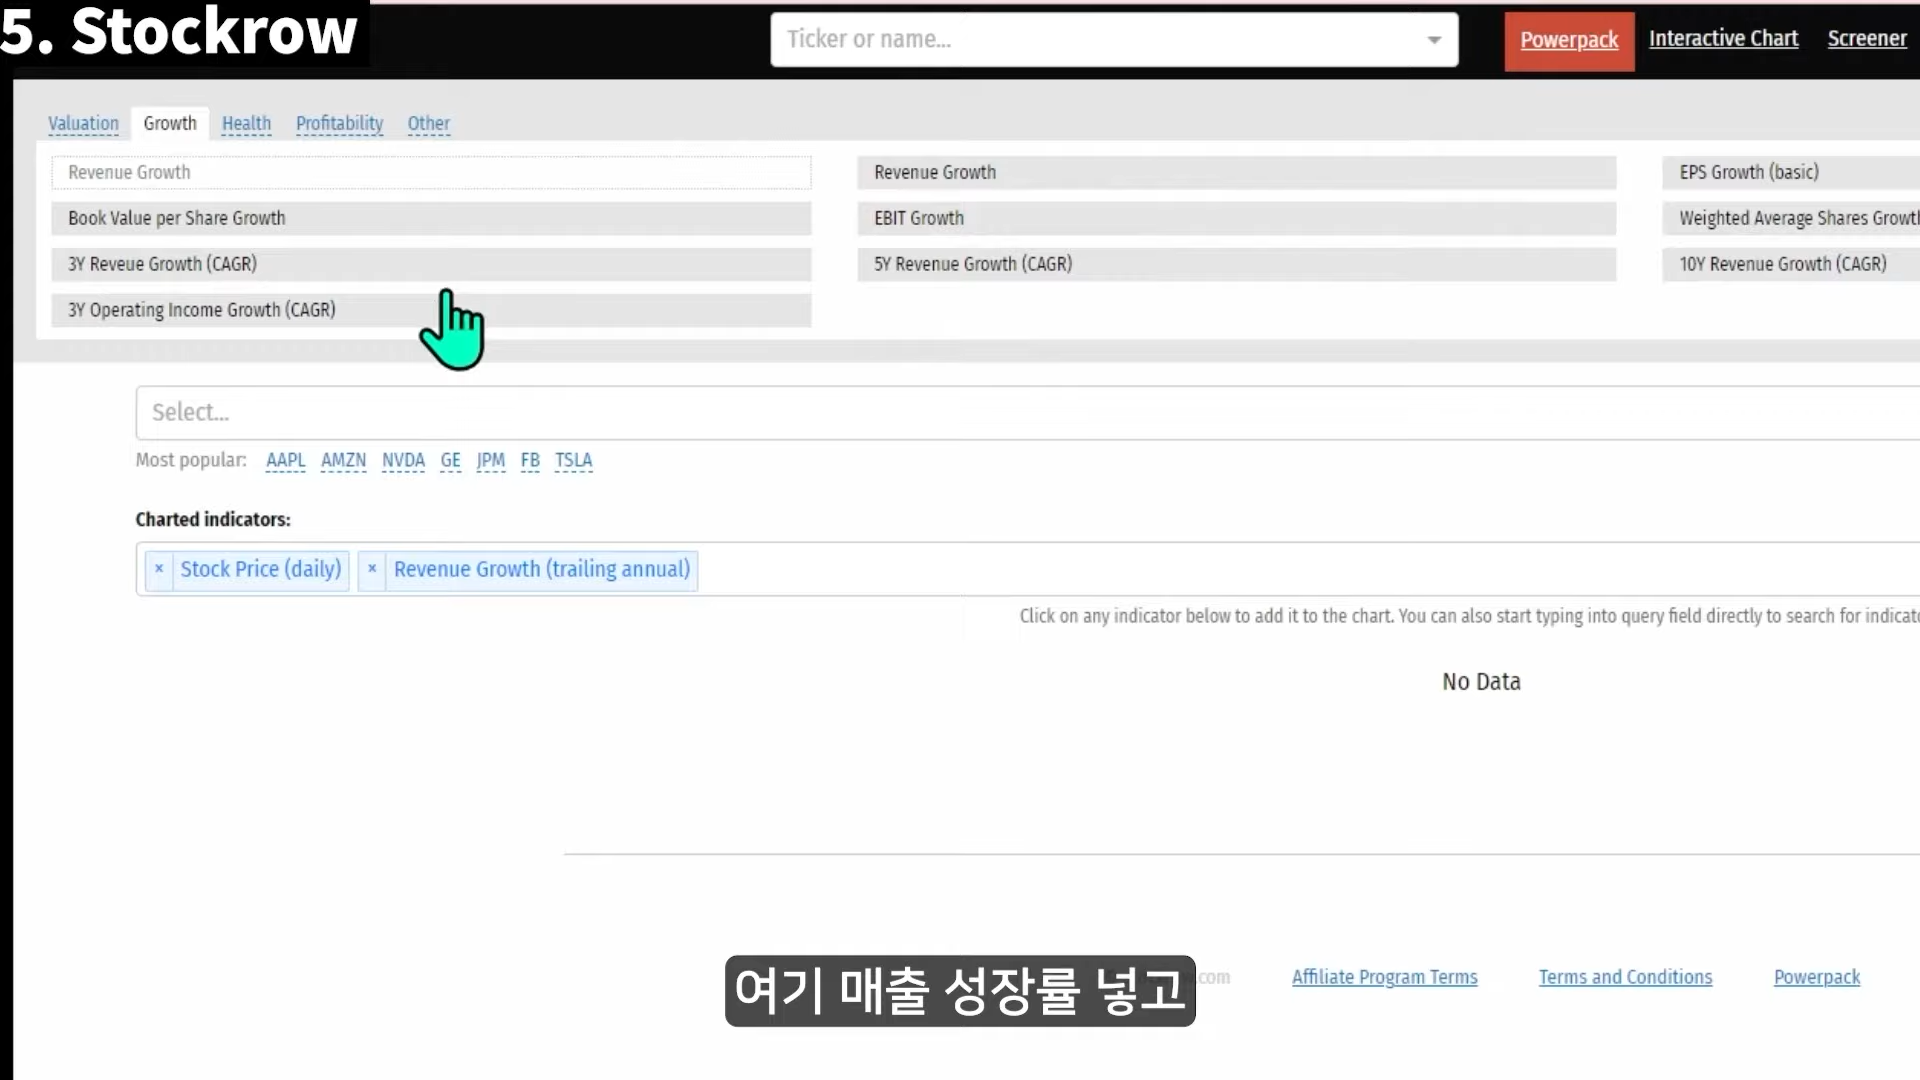 5. Stockrow
Ticker or name...
Powerpack
Interactive Chart
Screener
Valuation
Growth
Health
Profitability
Other
Revenue Growth
Revenue Growth
EPS Growth (basic)
Book Value per Share Growth
EBIT Growth
Weighted Average Shares Growth
3Y Reveue Growth (CAGR)
5Y Revenue Growth (CAGR)
10Y Revenue Growth (CAGR)
3Y Operating Income Growth (CAGR)
Select...
Most popular: AAPL AMZN NVDA GE JPM FB TSLA
Charted indicators:
× Stock Price (daily) × Revenue Growth (trailing annual)
Click on any indicator below to add it to the chart. You can also start typing into query field directly to search for indicato
No Data
.com
Affiliate Program Terms
Terms and Conditions
Powerpack
여기 매출 성장률 넣고